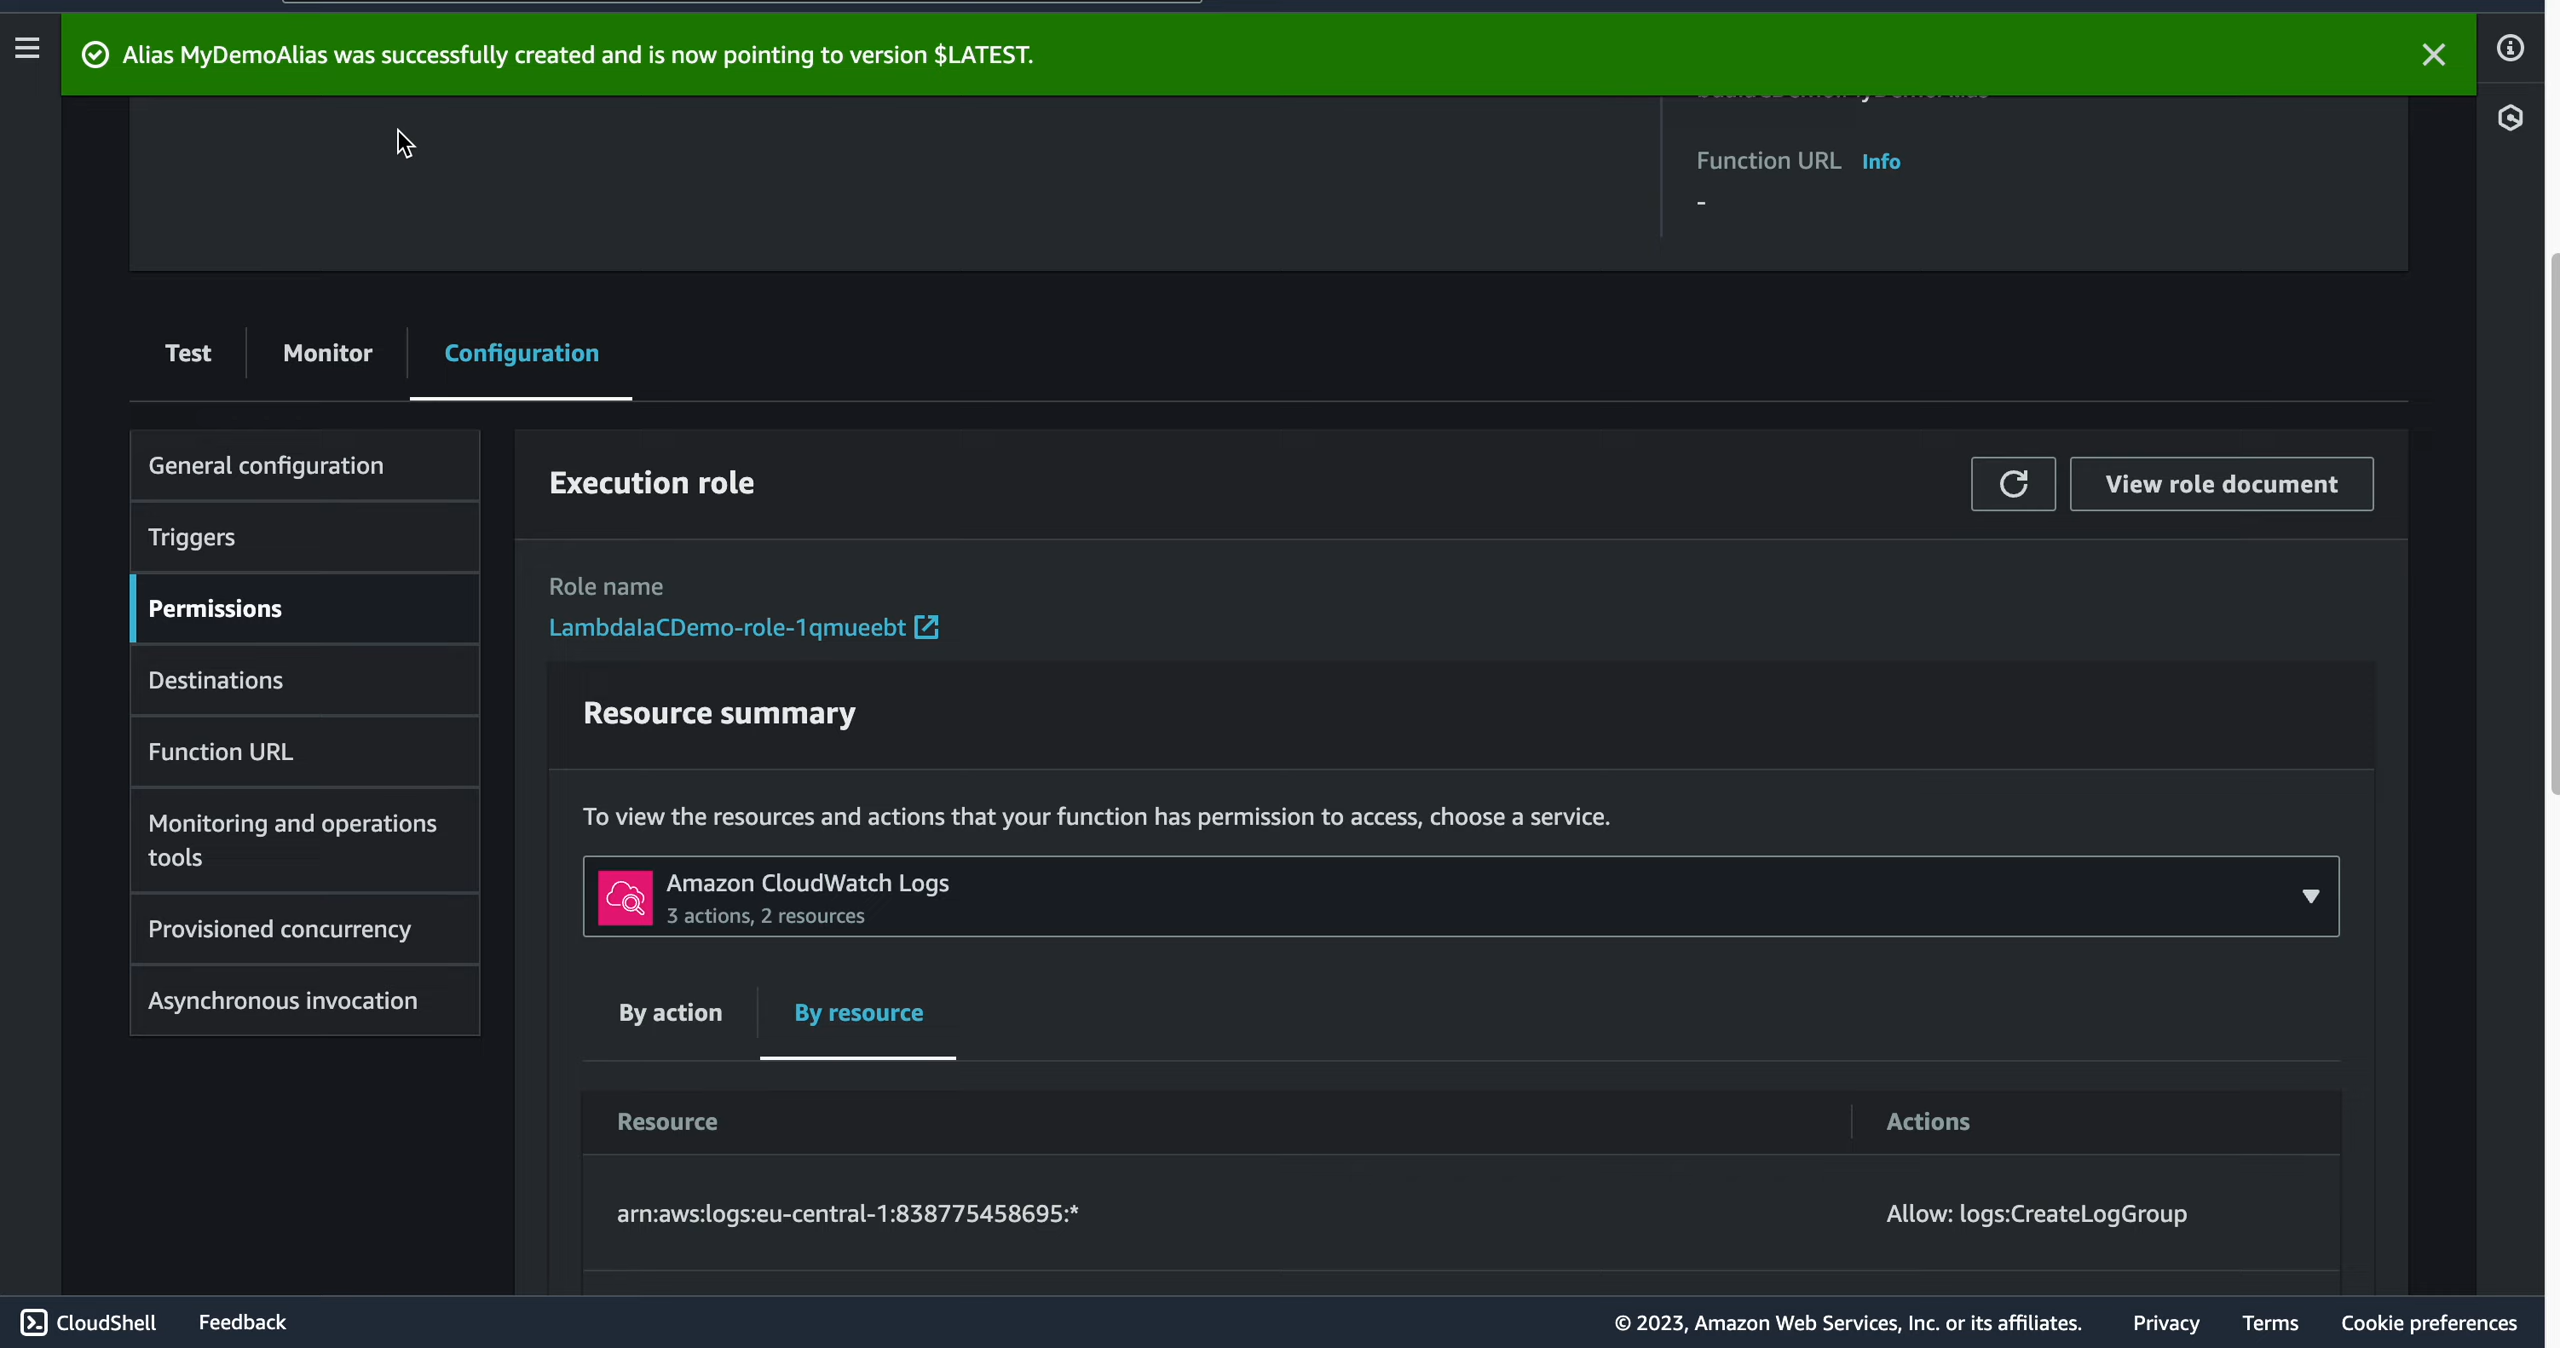 Alias MyDemoAlias was successfully created and is now pointing to version $LATEST.
Function URL Info
-
Test Monitor Configuration
General configuration
Triggers
Permissions
Destinations
Function URL
Monitoring and operations
tools
Provisioned concurrency
Asynchronous invocation
Execution role
View role document
Role name
LambdaIaCDemo-role-1qmueebt
Resource summary
To view the resources and actions that your function has permission to access, choose a service.
Amazon CloudWatch Logs
3 actions, 2 resources
By action By resource
Resource Actions
arn:aws:logs:eu-central-1:838775458695:* Allow: logs:CreateLogGroup
CloudShell Feedback © 2023, Amazon Web Services, Inc. or its affiliates. Privacy Terms Cookie preferences